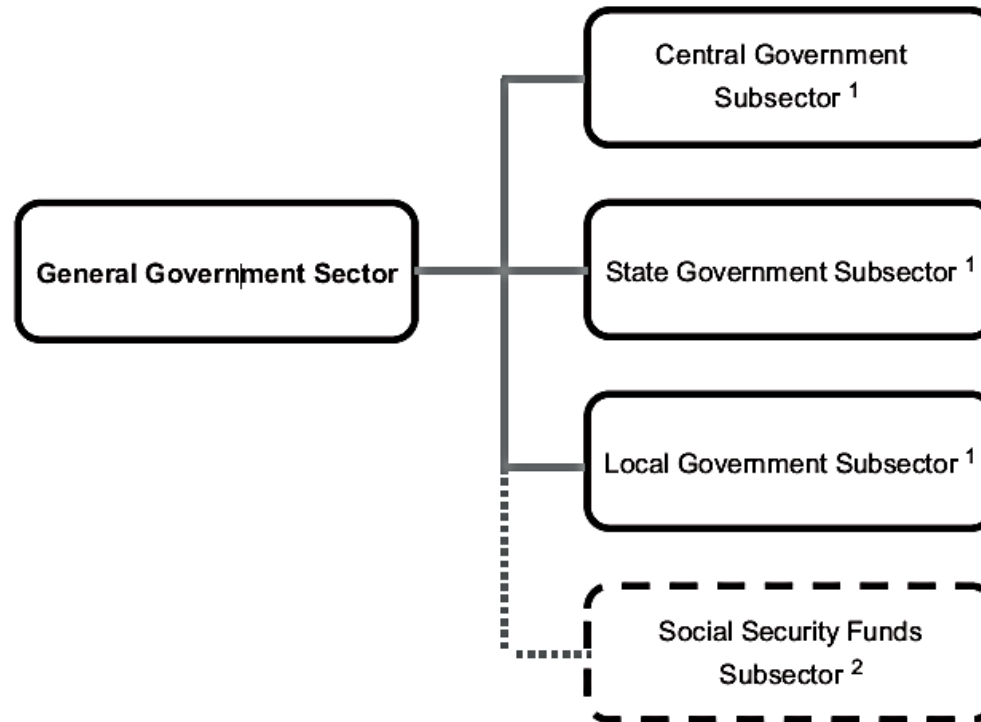 Central Government
Subsector 1
General Government Sector
State Government Subsector 1
Local Government Subsector 1
Social Security Funds
Subsector 2